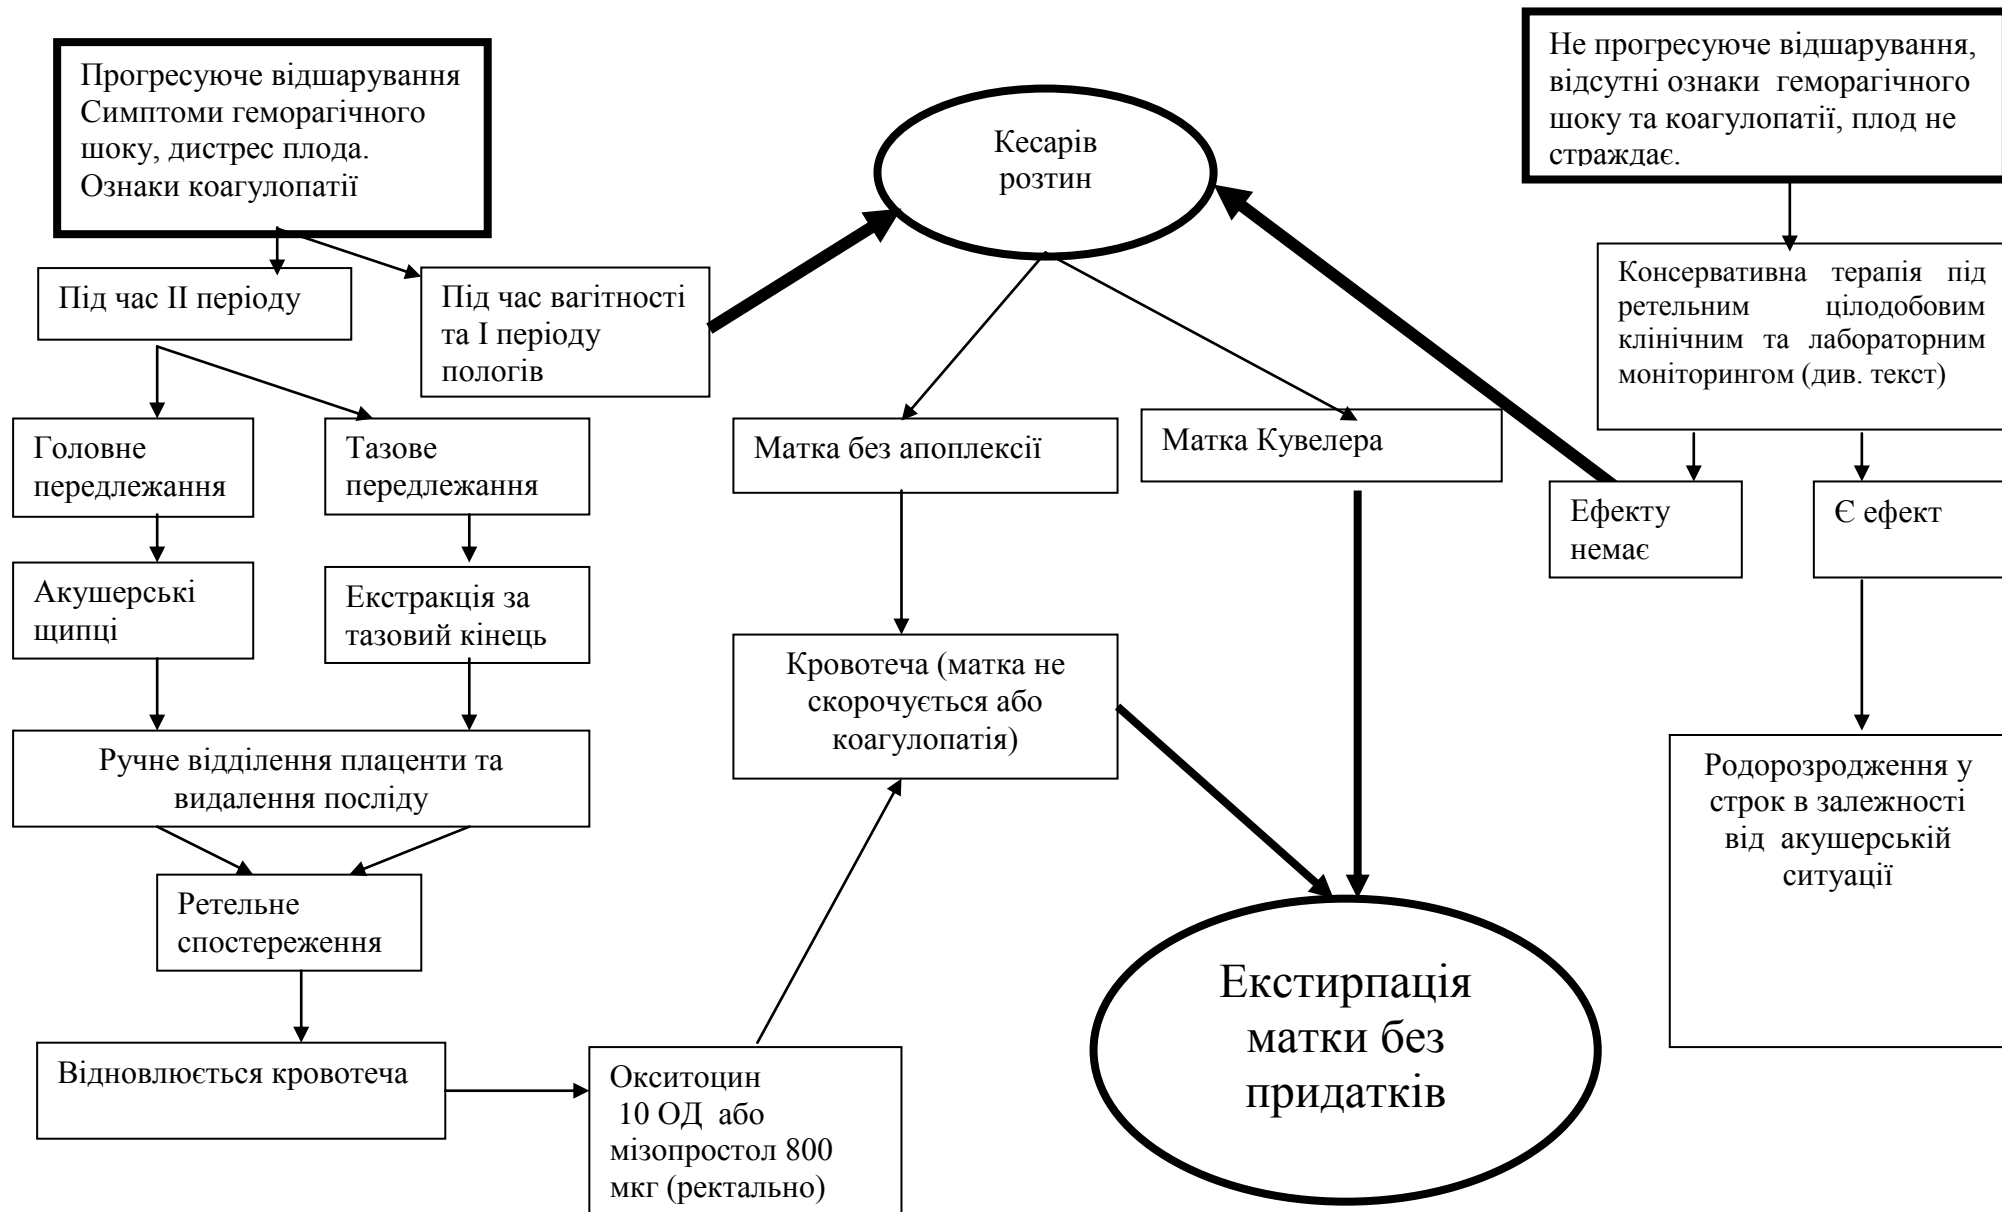 Прогресуюче відшарування
Симптоми геморагічного
шоку, дистрес плода.
Ознаки коагулопатії
Кесарів
розтин
Не прогресуюче відшарування,
відсутні ознаки геморагічного
шоку та коагулопатії, плод не
страждає.
Під час II періоду
Під час вагітності
та I періоду
пологів
Консервативна терапія під
ретельним цілодобовим
клінічним та лабораторним
моніторингом (див. текст)
Головне
передлежання
Тазове
передлежання
Матка без апоплексії
Матка Кувелера
Ефекту
немає
Є ефект
Акушерські
щипці
Екстракція за
тазовий кінець
Кровотеча (матка не
скорочується або
коагулопатія)
Ручне відділення плаценти та
видалення посліду
Родорозродження у
строк в залежності
від акушерській
ситуації
Ретельне
спостереження
Екстирпація
матки без
придатків
Відновлюється кровотеча
Окситоцин
10 ОД або
мізопростол 800
мкг (ректально)